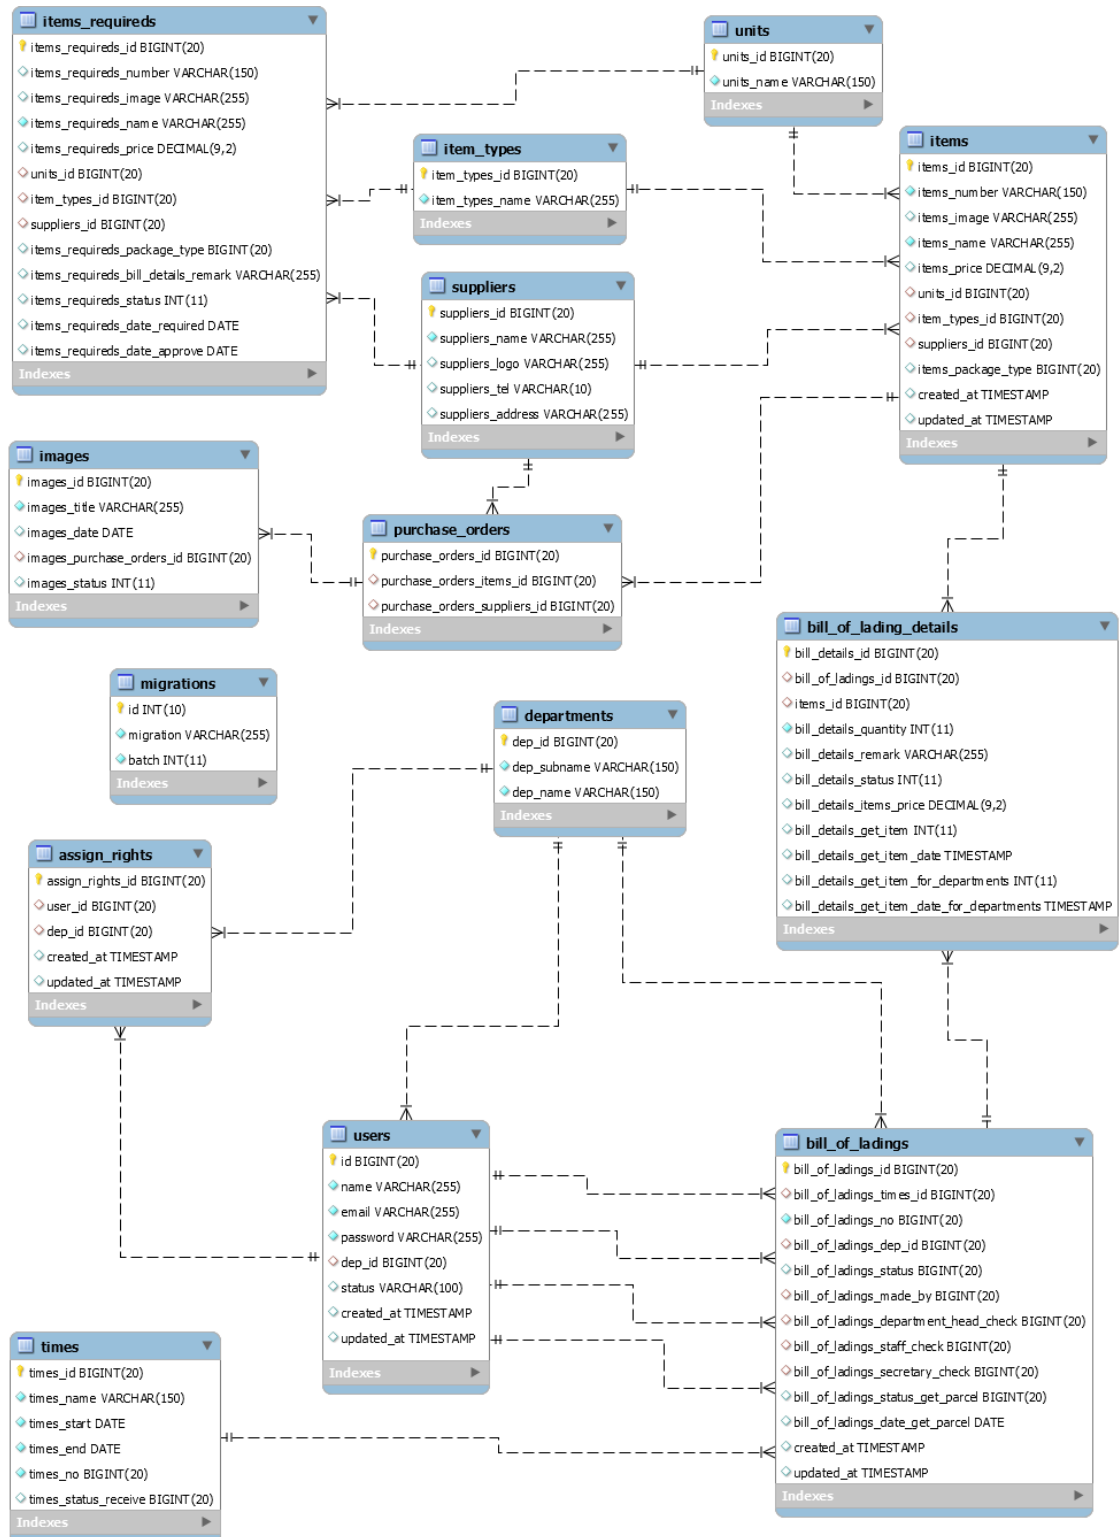 items_requireds
items_requireds_id BIGINT(20)
items_requireds_number VARCHAR(150)
items_requireds_image VARCHAR(255)
items_requireds_name VARCHAR(255)
items_requireds_price DECIMAL(9,2)
units_id BIGINT(20)
item_types_id BIGINT(20)
suppliers_id BIGINT(20)
items_requireds_package_type BIGINT(20)
items_requireds_bill_details_remark VARCHAR(255)
items_requireds_status INT(11)
items_requireds_date_required DATE
items_requireds_date_approve DATE
Indexes
units
units_id BIGINT(20)
units_name VARCHAR(150)
Indexes
item_types
item_types_id BIGINT(20)
item_types_name VARCHAR(255)
Indexes
items
items_id BIGINT(20)
items_number VARCHAR(150)
items_image VARCHAR(255)
items_name VARCHAR(255)
items_price DECIMAL(9,2)
units_id BIGINT(20)
item_types_id BIGINT(20)
suppliers_id BIGINT(20)
items_package_type BIGINT(20)
created_at TIMESTAMP
updated_at TIMESTAMP
Indexes
suppliers
suppliers_id BIGINT(20)
suppliers_name VARCHAR(255)
suppliers_logo VARCHAR(255)
suppliers_tel VARCHAR(10)
suppliers_address VARCHAR(255)
Indexes
images
images_id BIGINT(20)
images_title VARCHAR(255)
images_date DATE
images_purchase_orders_id BIGINT(20)
images_status INT(11)
Indexes
purchase_orders
purchase_orders_id BIGINT(20)
purchase_orders_items_id BIGINT(20)
purchase_orders_suppliers_id BIGINT(20)
Indexes
bill_of_lading_details
bill_details_id BIGINT(20)
bill_of_ladings_id BIGINT(20)
items_id BIGINT(20)
bill_details_quantity INT(11)
bill_details_remark VARCHAR(255)
bill_details_status INT(11)
bill_details_items_price DECIMAL(9,2)
bill_details_get_item INT(11)
bill_details_get_item_date TIMESTAMP
bill_details_get_item_for_departments INT(11)
bill_details_get_item_date_for_departments TIMESTAMP
Indexes
migrations
id INT(10)
migration VARCHAR(255)
batch INT(11)
Indexes
departments
dep_id BIGINT(20)
dep_subname VARCHAR(150)
dep_name VARCHAR(150)
Indexes
assign_rights
assign_rights_id BIGINT(20)
user_id BIGINT(20)
dep_id BIGINT(20)
created_at TIMESTAMP
updated_at TIMESTAMP
Indexes
users
id BIGINT(20)
name VARCHAR(255)
email VARCHAR(255)
password VARCHAR(255)
dep_id BIGINT(20)
status VARCHAR(100)
created_at TIMESTAMP
updated_at TIMESTAMP
Indexes
bill_of_ladings
bill_of_ladings_id BIGINT(20)
bill_of_ladings_times_id BIGINT(20)
bill_of_ladings_no BIGINT(20)
bill_of_ladings_dep_id BIGINT(20)
bill_of_ladings_status BIGINT(20)
bill_of_ladings_made_by BIGINT(20)
bill_of_ladings_department_head_check BIGINT(20)
bill_of_ladings_staff_check BIGINT(20)
bill_of_ladings_secretary_check BIGINT(20)
bill_of_ladings_status_get_parcel BIGINT(20)
bill_of_ladings_date_get_parcel DATE
created_at TIMESTAMP
updated_at TIMESTAMP
Indexes
times
times_id BIGINT(20)
times_name VARCHAR(150)
times_start DATE
times_end DATE
times_no BIGINT(20)
times_status_receive BIGINT(20)
Indexes